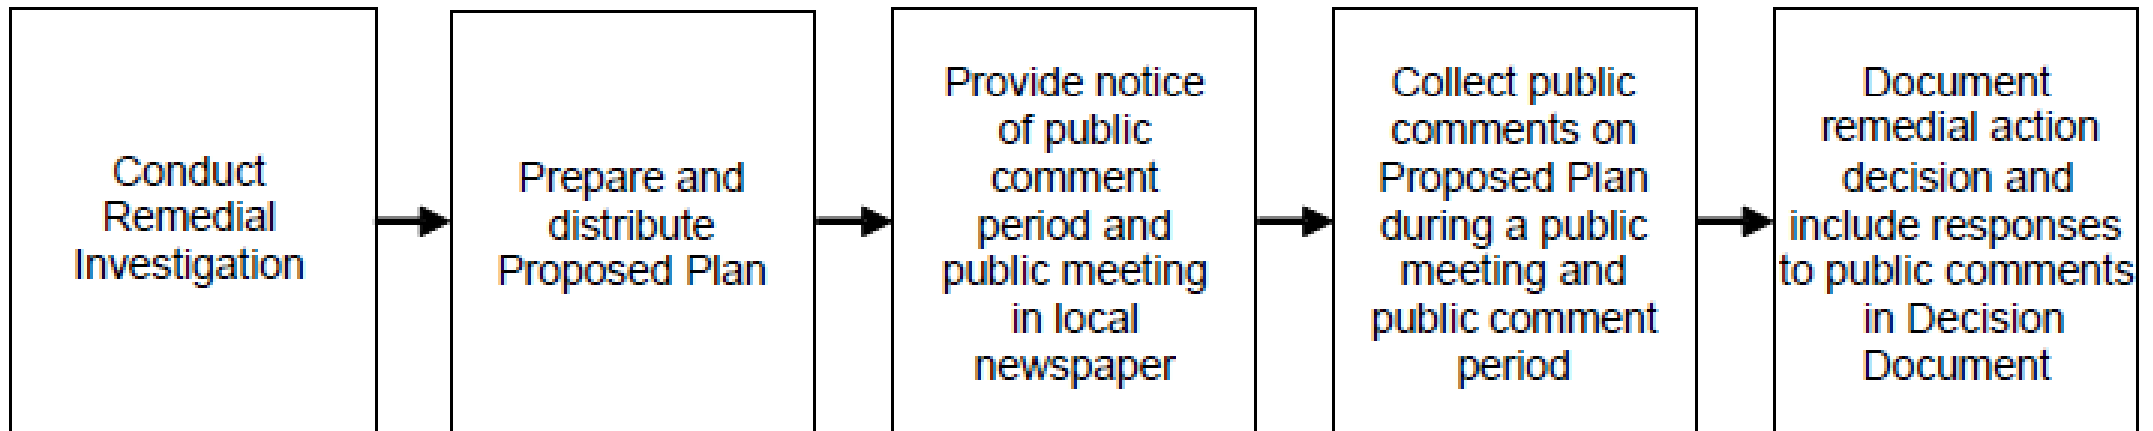 Conduct
Remedial
Investigation
Prepare and
distribute
Proposed Plan
Provide notice
of public
comment
period and
public meeting
in local
newspaper
Collect public
comments on
Proposed Plan
during a public
meeting and
public comment
period
Document
remedial action
decision and
include responses
to public comments
in Decision
Document